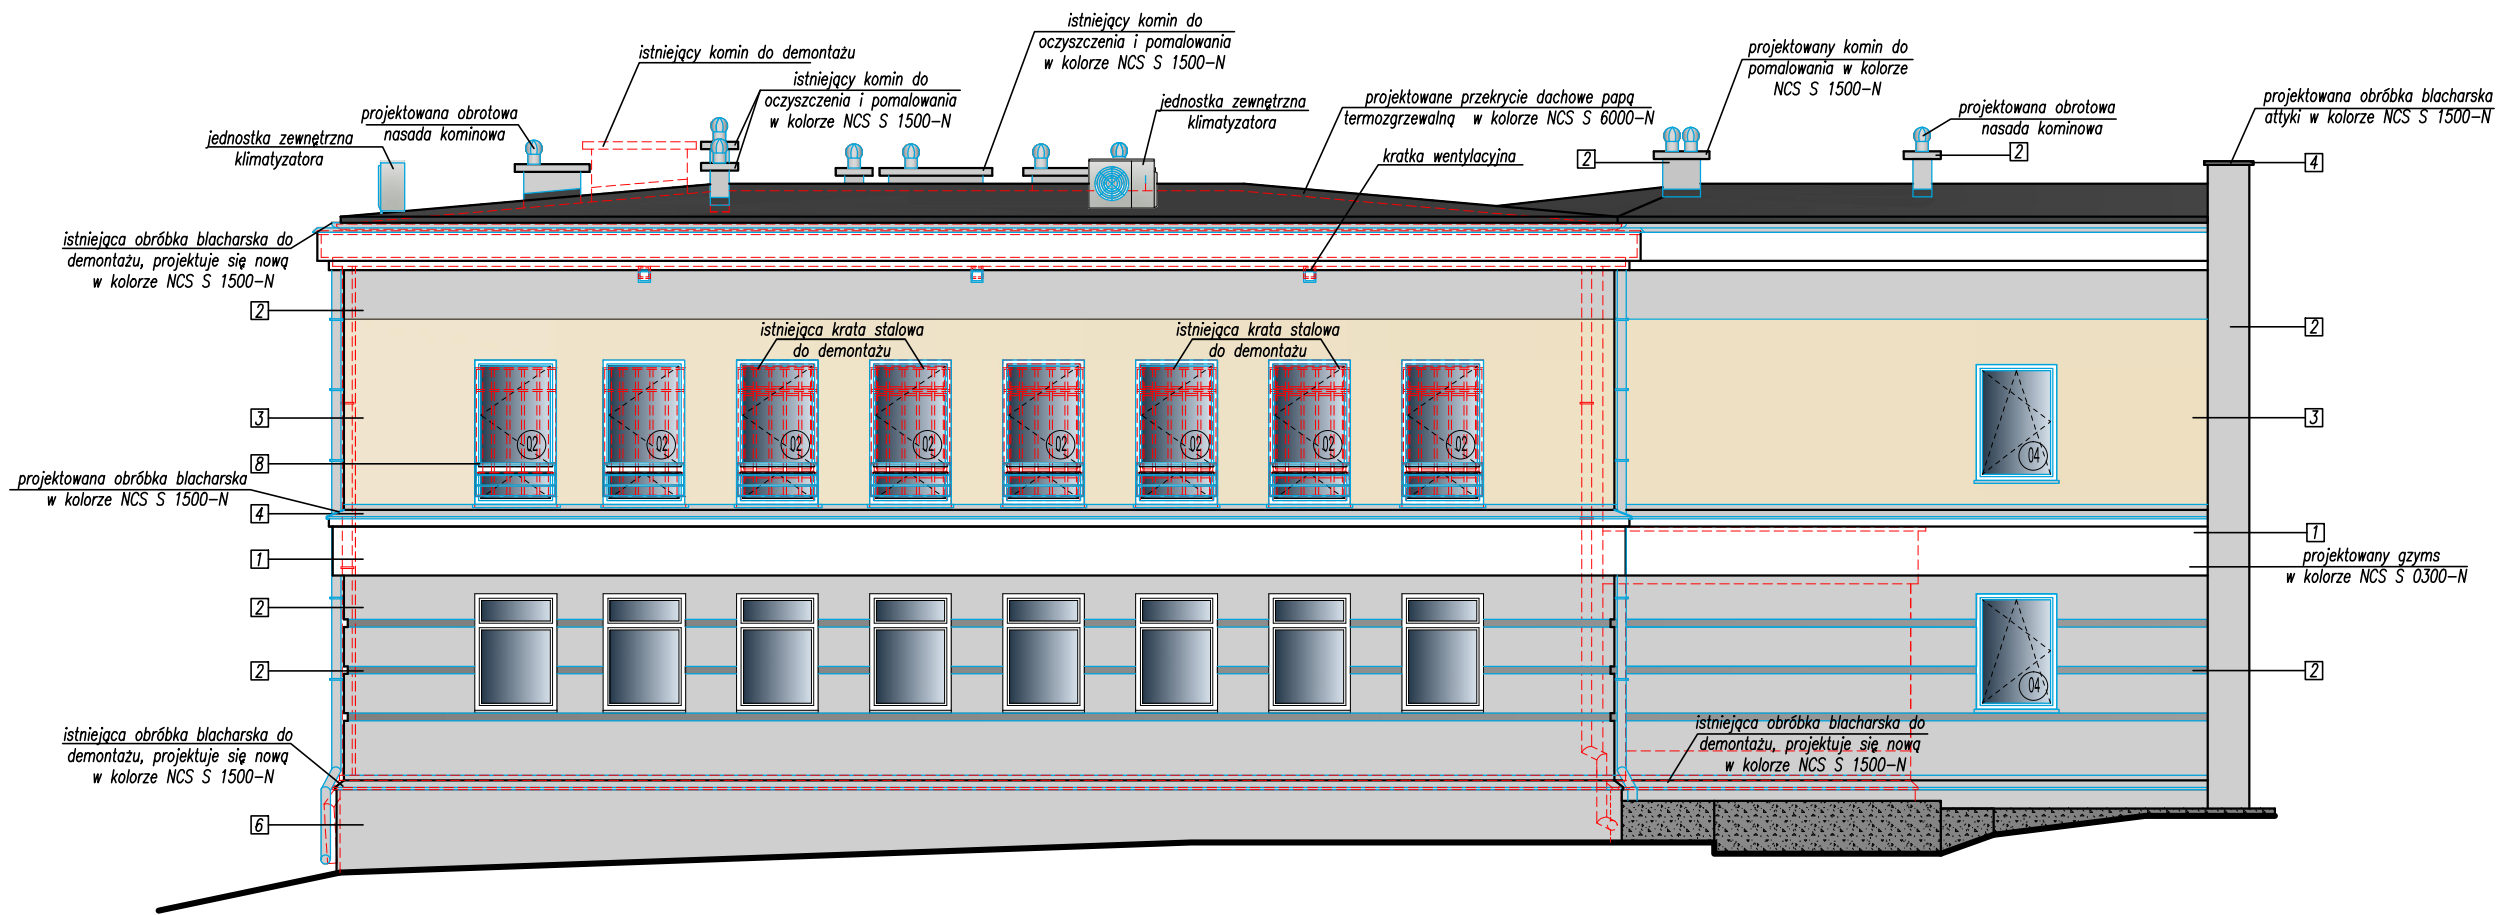 istniejący komin do
oczyszczenia i pomalowania
w kolorze NCS S 1500-N
istniejący komin do demontażu
istniejący komin do
oczyszczenia i pomalowania
w kolorze NCS S 1500-N
projektowana obrotowa
nasada kominowa
jednostka zewnętrzna
klimatyzatora
jednostka zewnętrzna
klimatyzatora
projektowane przekrycie dachowe papą
termozgrzewalną w kolorze NCS S 6000-N
kratka wentylacyjna
projektowany komin do
pomalowania w kolorze
NCS S 1500-N
projektowana obrotowa
nasada kominowa
projektowana obróbka blacharska
attyki w kolorze NCS S 1500-N
2
2
4
istniejąca obróbka blacharska do
demontażu, projektuje się nową
w kolorze NCS S 1500-N
2
2
istniejąca krata stalowa
do demontażu
istniejąca krata stalowa
do demontażu
3
3
02
02
02
02
02
02
02
02
04
8
projektowana obróbka blacharska
w kolorze NCS S 1500-N
4
1
1
projektowany gzyms
w kolorze NCS S 0300-N
2
2
2
04
istniejąca obróbka blacharska do
demontażu, projektuje się nową
w kolorze NCS S 1500-N
istniejąca obróbka blacharska do
demontażu, projektuje się nową
w kolorze NCS S 1500-N
6